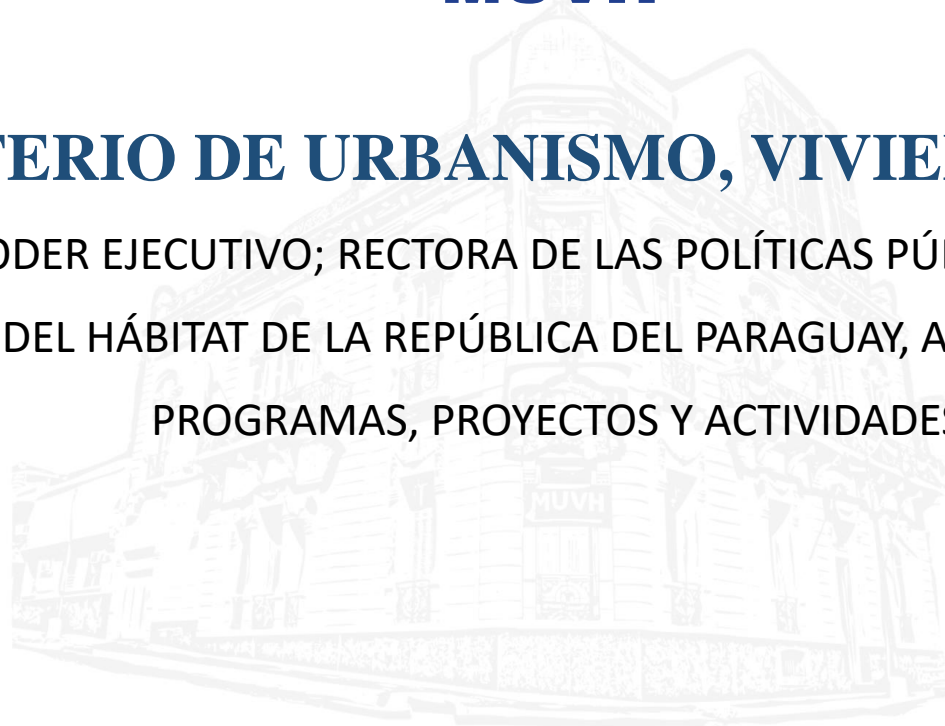 TERIO DE URBANISMO, VIVIE
ODER EJECUTIVO; RECTORA DE LAS POLÍTICAS PÚ
DEL HÁBITAT DE LA REPÚBLICA DEL PARAGUAY, A
PROGRAMAS, PROYECTOS Y ACTIVIDADES
MUVH